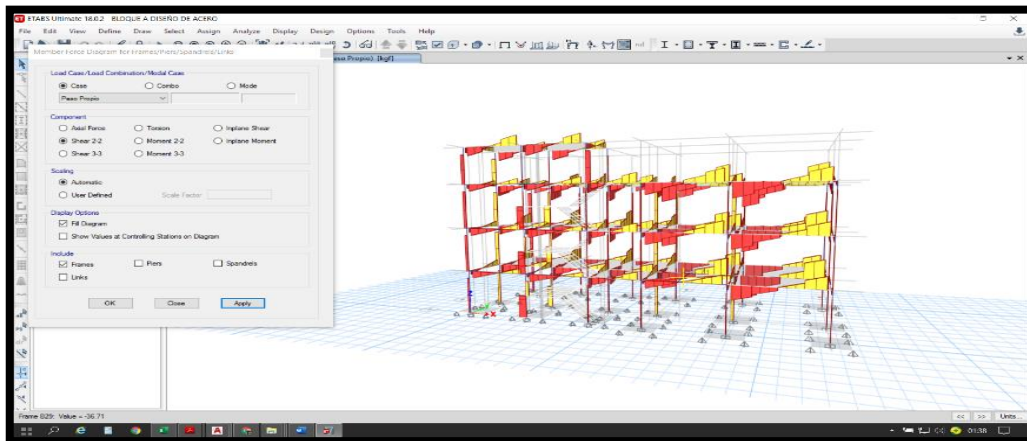 ETABS Ultimate 18.0.2 BLOQUE A DISEÑO DE ACERO
File Edit View Define Draw Select Assign Analyze Display Design Options Tools Help
Member Force Diagram for Frames/Piers/Spandrels/Links
Peso Propio) [kgf]
Load Case/Load Combination/Modal Case
Case Combo Mode
Peso Propio
Component
Axial Force Torsion Inplane Shear
Shear 2-2 Moment 2-2 Inplane Moment
Shear 3-3 Moment 3-3
Scaling
Automatic
User Defined Scale Factor
Display Options
Fill Diagram
Show Values at Controlling Stations on Diagram
Include
Frames Piers Spandrels
Links
OK Close Apply
Z
X
Frame B29: Value = -36.71
<< >> Units...
01:38